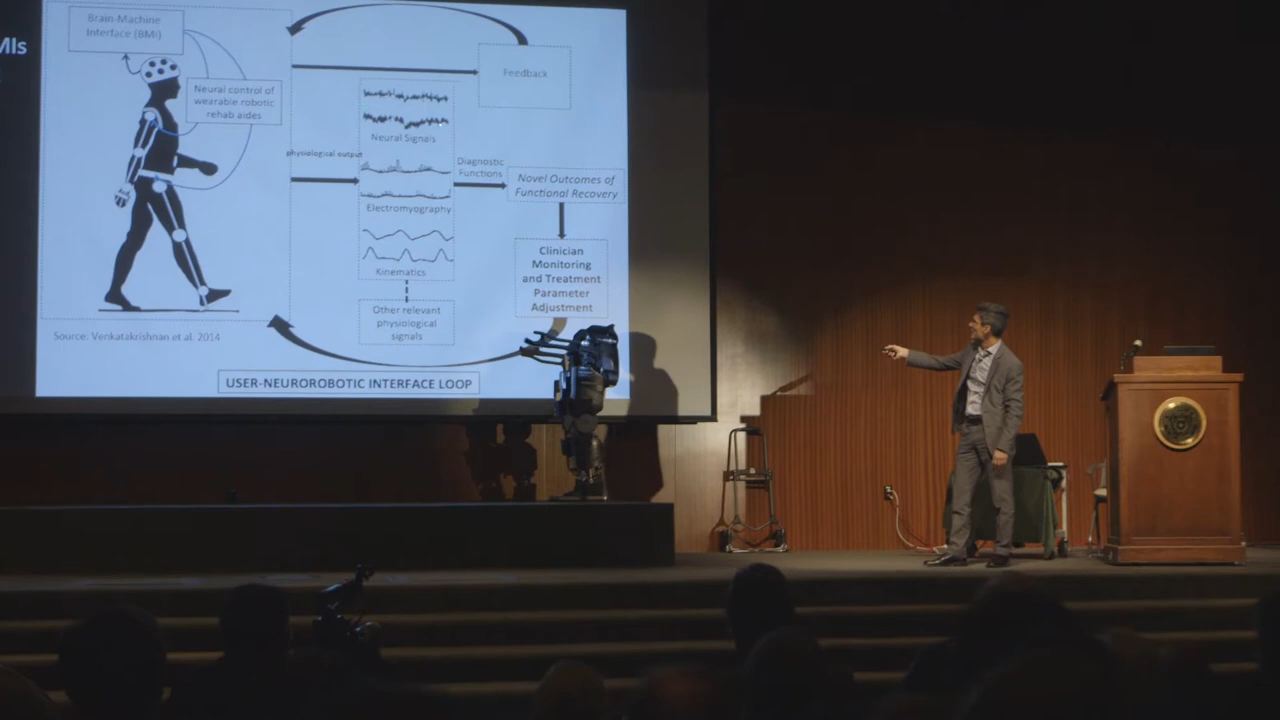 MIs
Brain-Machine
Interface (BMI)
Neural control of
wearable robotic
rehab aides
Feedback
Neural Signals
physiological output
Diagnostic
Functions
Novel Outcomes of
Functional Recovery
Electromyography
Clinician
Monitoring
and Treatment
Parameter
Adjustment
Kinematics
Other relevant
physiological
signals
Source: Venkatakrishnan et al. 2014
USER-NEUROROBOTIC INTERFACE LOOP